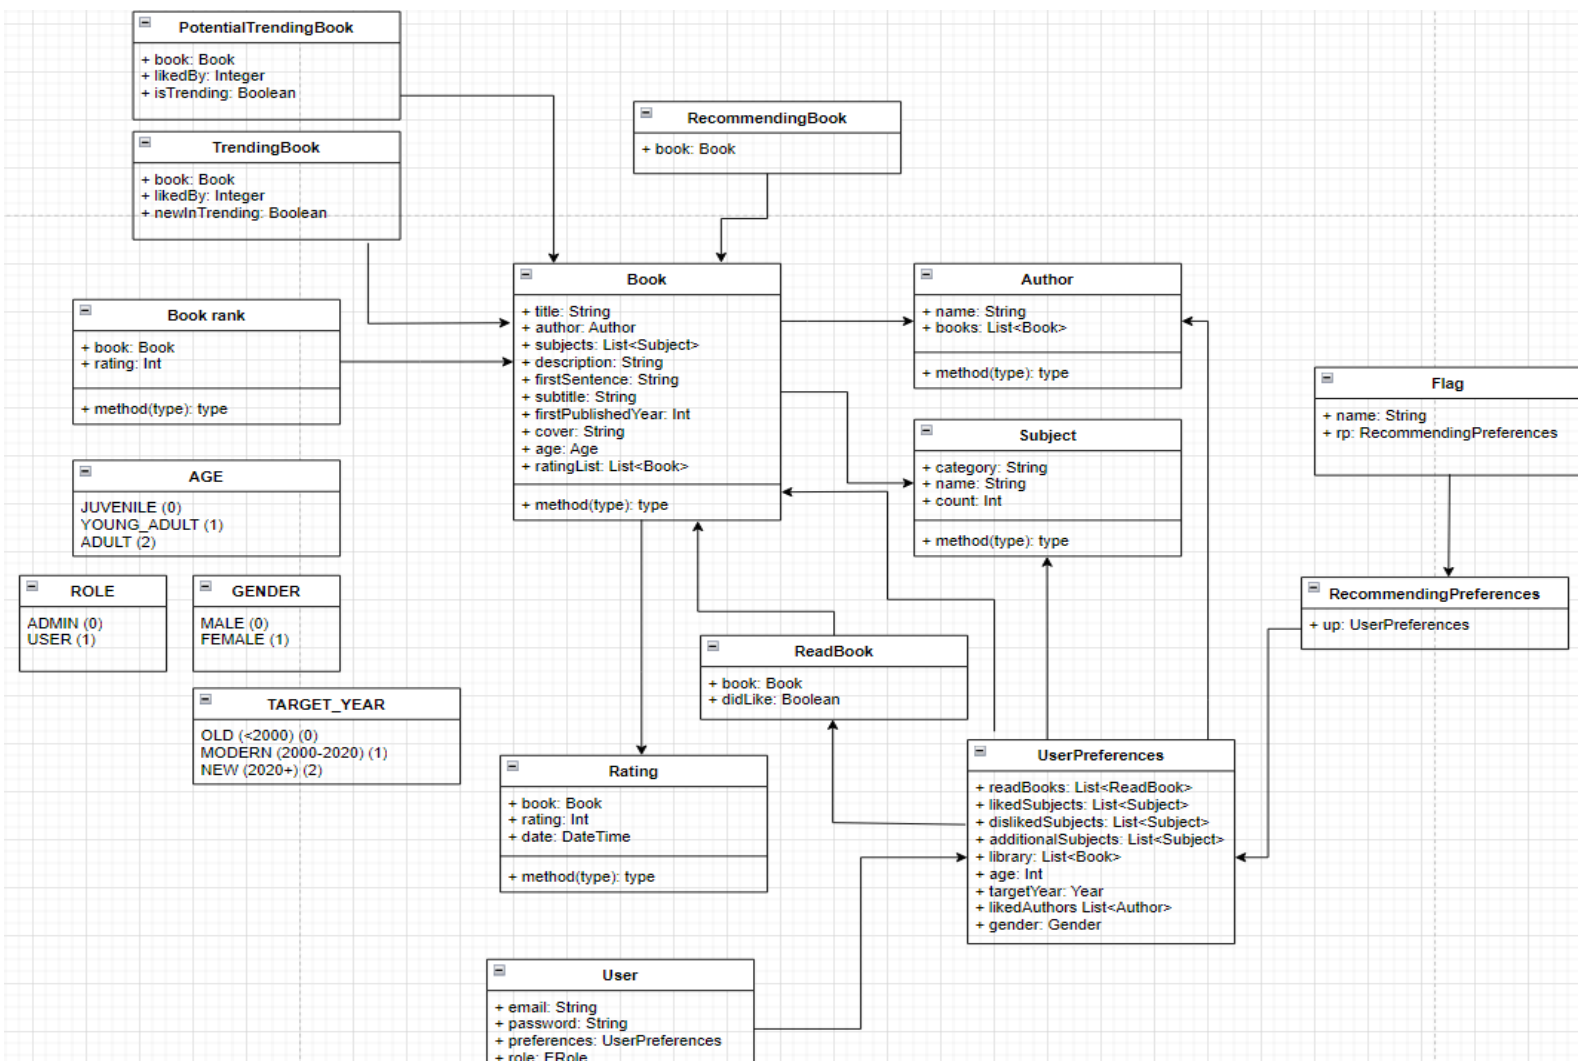 PotentialTrendingBook
+ book: Book
+ likedBy: Integer
+ isTrending: Boolean
TrendingBook
+ book: Book
+ likedBy: Integer
+ newInTrending: Boolean
RecommendingBook
+ book: Book
Book rank
+ book: Book
+ rating: Int
+ method(type): type
Book
+ title: String
+ author: Author
+ subjects: List<Subject>
+ description: String
+ firstSentence: String
+ subtitle: String
+ firstPublishedYear: Int
+ cover: String
+ age: Age
+ ratingList: List<Book>
+ method(type): type
Author
+ name: String
+ books: List<Book>
+ method(type): type
Subject
+ category: String
+ name: String
+ count: Int
+ method(type): type
Flag
+ name: String
+ rp: RecommendingPreferences
AGE
JUVENILE (0)
YOUNG_ADULT (1)
ADULT (2)
ROLE
ADMIN (0)
USER (1)
GENDER
MALE (0)
FEMALE (1)
RecommendingPreferences
+ up: UserPreferences
ReadBook
+ book: Book
+ didLike: Boolean
TARGET_YEAR
OLD (<2000) (0)
MODERN (2000-2020) (1)
NEW (2020+) (2)
Rating
+ book: Book
+ rating: Int
+ date: DateTime
+ method(type): type
UserPreferences
+ readBooks: List<ReadBook>
+ likedSubjects: List<Subject>
+ dislikedSubjects: List<Subject>
+ additionalSubjects: List<Subject>
+ library: List<Book>
+ age: Int
+ targetYear: Year
+ likedAuthors List<Author>
+ gender: Gender
User
+ email: String
+ password: String
+ preferences: UserPreferences
+ role: ERole